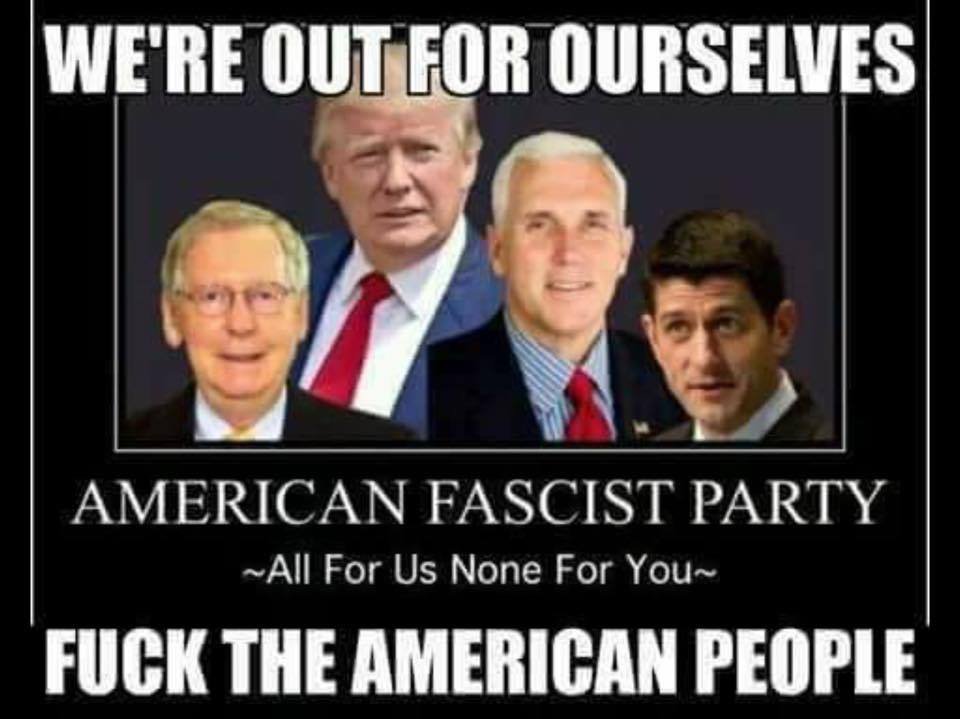 WE'RE OUT FOR OURSELVES
AMERICAN FASCIST PARTY
~All For Us None For You~
FUCK THE AMERICAN PEOPLE